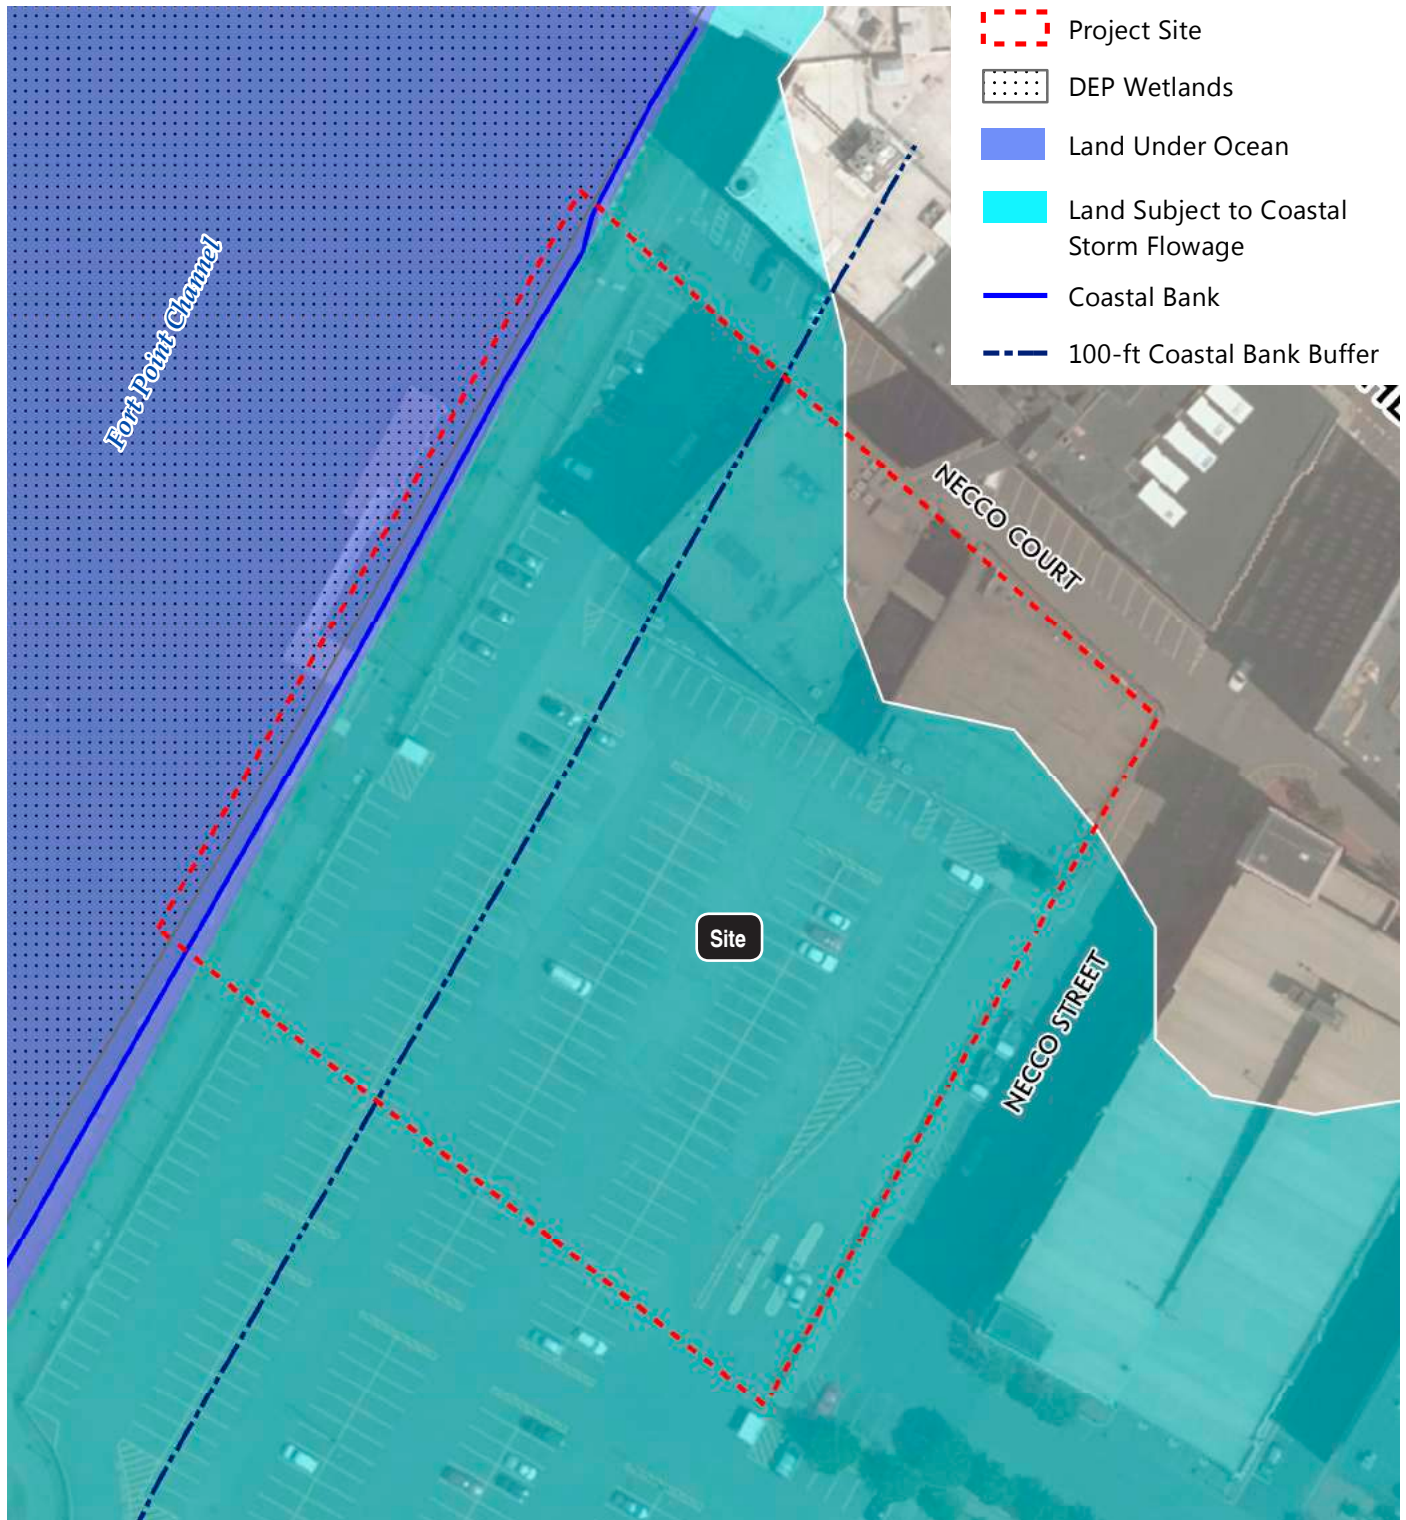 Project Site
DEP Wetlands
Land Under Ocean
Land Subject to Coastal
Storm Flowage
Coastal Bank
100-ft Coastal Bank Buffer
Fort Point Channel
NECCO COURT
Site
NECCO STREET